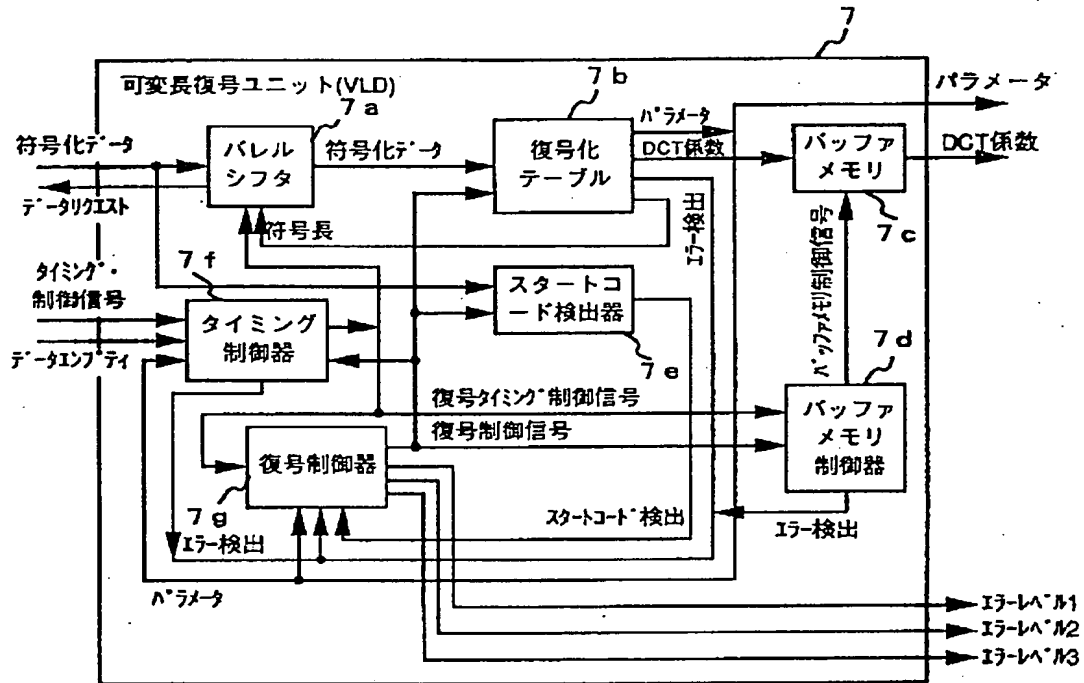 7
可変長復号ユニット(VLD)
7a
7b
パラメータ
符号化データ
バレル
シフタ
符号化データ
復号化
テーブル
パラメータ
DCT係数
バッファ
メモリ
DCT係数
データリクエスト
符号長
エラー検出
7c
タイミング・
制御信号
7f
タイミング
制御器
スタートコ
ード検出器
バッファメモリ制御信号
データエンプティ
7e
7d
復号タイミング制御信号
復号制御信号
バッファ
メモリ
制御器
復号制御器
7g
エラー検出
スタートコード検出
エラー検出
パラメータ
エラーレベル1
エラーレベル2
エラーレベル3